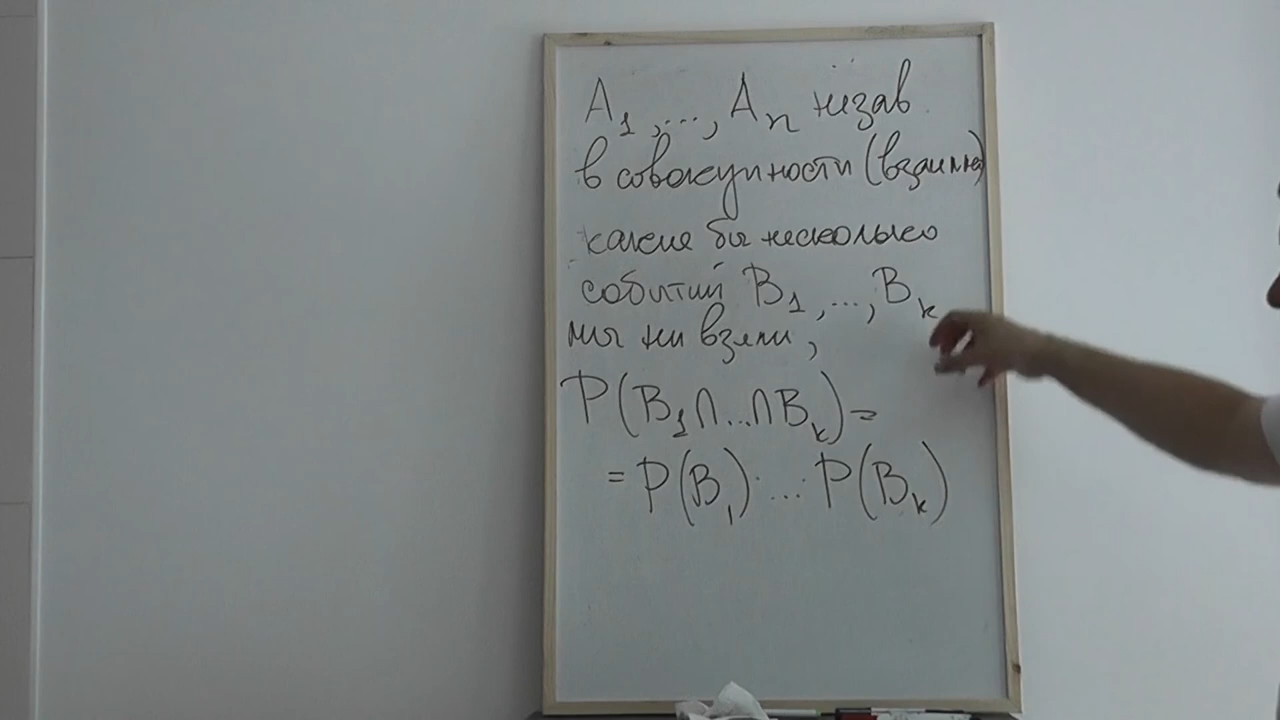 A₁,...,Aₙ незав.
в совокупности (взаимно)
какие бы несколько
событий B₁,...,Bₖ
мы ни взяли,
P(B₁∩...∩Bₖ)=
=P(B₁)·...·P(Bₖ)